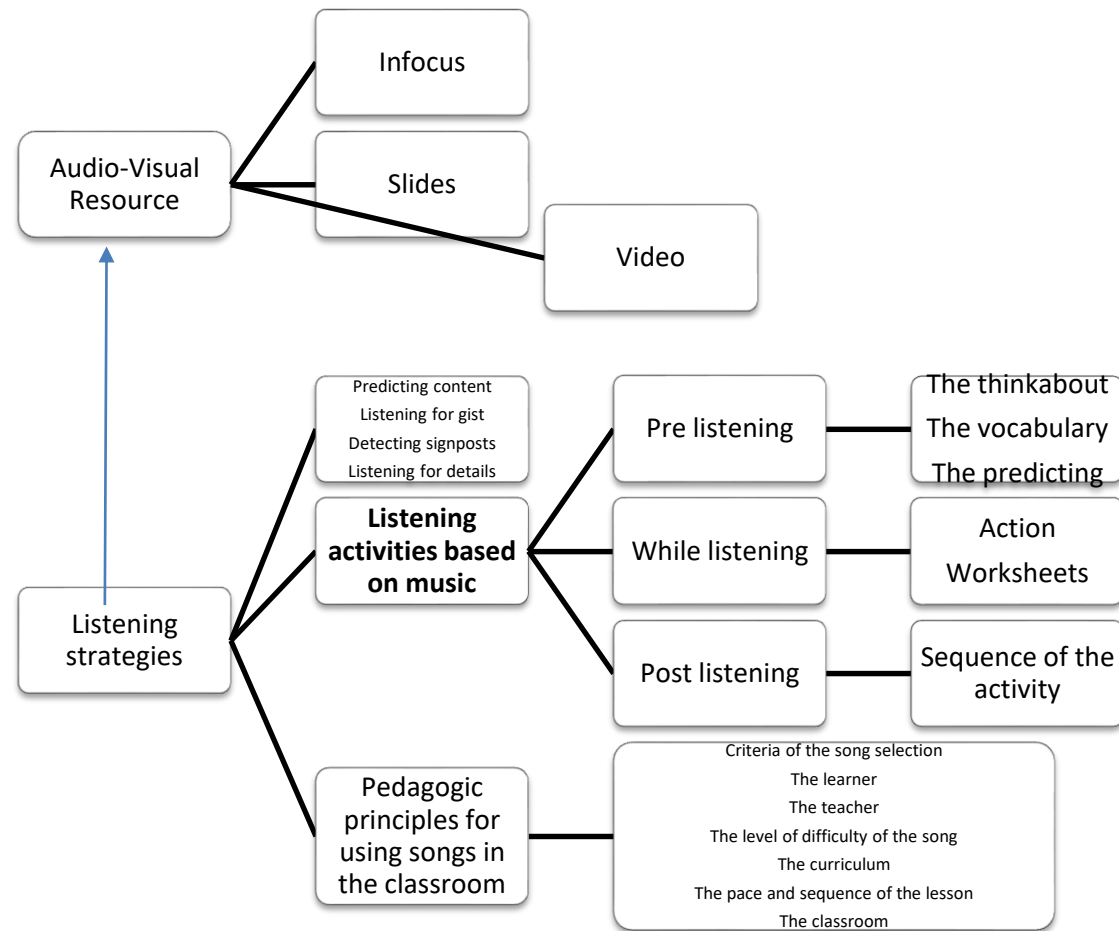 Infocus
Audio-Visual
Resource
Slides
Video
Predicting content
Listening for gist
Detecting signposts
Listening for details
Pre listening
The thinkabout
The vocabulary
The predicting
Listening
activities based
on music
While listening
Action
Worksheets
Listening
strategies
Post listening
Sequence of the
activity
Pedagogic
principles for
using songs in
the classroom
Criteria of the song selection
The learner
The teacher
The level of difficulty of the song
The curriculum
The pace and sequence of the lesson
The classroom